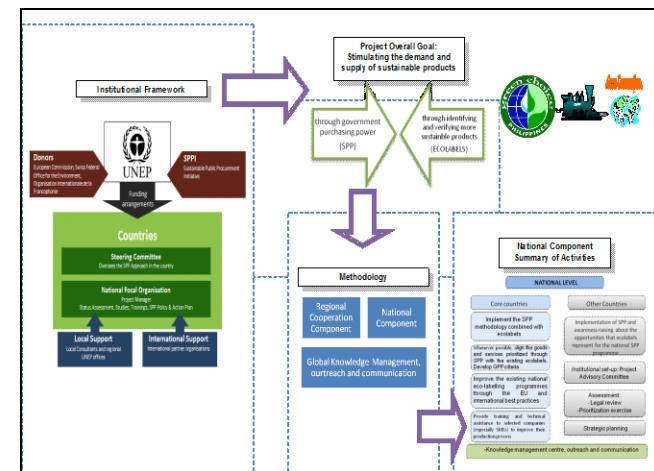 Institutional Framework
Donors
European Commission, Swiss Federal
Office for the Environment,
Organisation Internationale de la
Francophonie
UNEP
SPPI
Sustainable Public Procurement
Initiative
Funding
arrangements
Countries
Steering Committee
Oversees the SPP Approach in the country
National Focal Organisation
Project Manager
Status Assessment, Studies, Trainings, SPP Policy & Action Plan
Local Support
Local Consultants and regional
UNEP offices
International Support
International partner organisations
Project Overall Goal:
Stimulating the demand and
supply of sustainable products
through government
purchasing power
(SPP)
through identifying
and verifying more
sustainable products
(ECOLABELS)
green choice
PHILIPPINES
Methodology
Regional
Cooperation
Component
National
Component
Global Knowledge Management,
outreach and communication
National Component
Summary of Activities
NATIONAL LEVEL
Core countries
Implement the SPP
methodology combined with
ecolabels
Whenever possible, align the goods
and services prioritized through
SPP with the existing ecolabels.
Develop GPP criteria.
Improve the existing national
eco-labelling programmes
through the EU and
international best practices
Provide training and technical
assistance to selected companies
(especially SMEs) to improve their
production process
Other Countries
Implementation of SPP and
awareness-raising about the
opportunities that ecolabels
represent for the national SPP
programme
Institutional set-up: Project
Advisory Committee
Assessment:
-Legal review
-Prioritization exercise
Strategic planning
-Knowledge management centre, outreach and communication